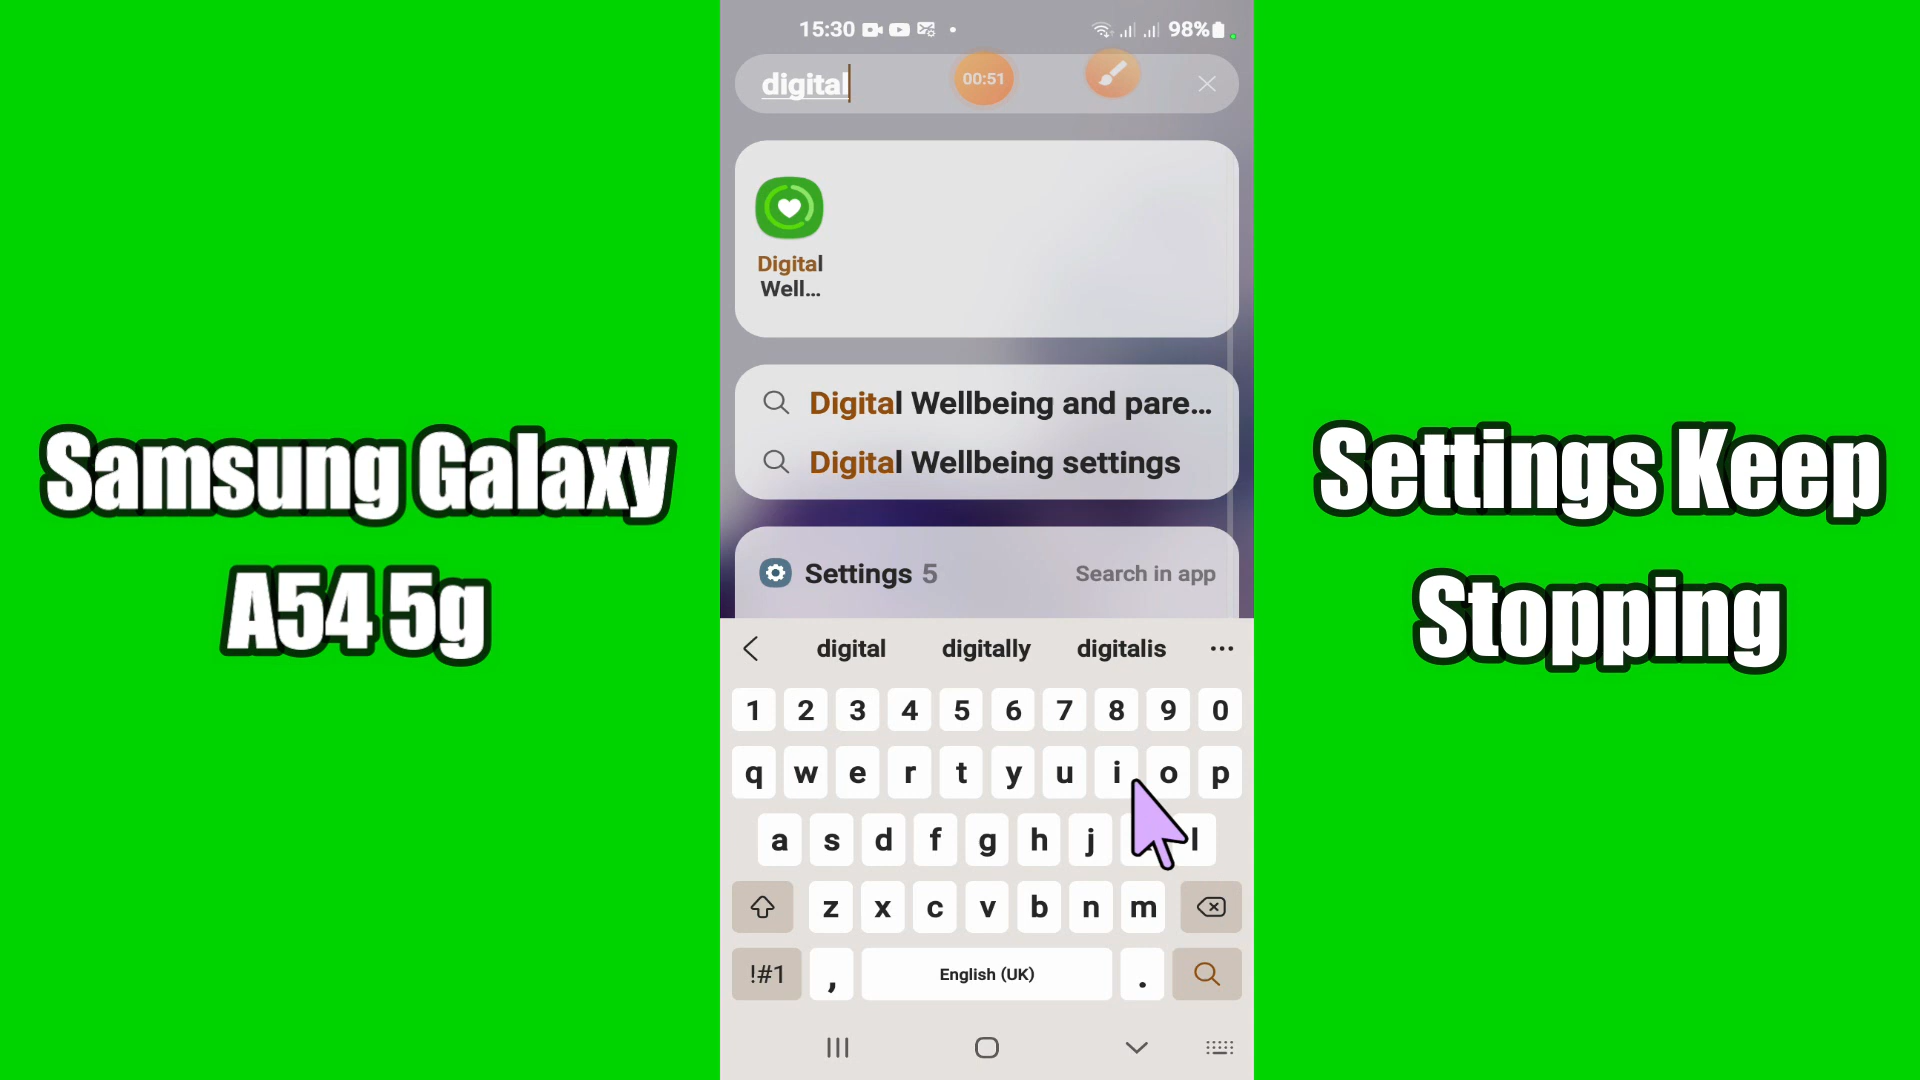 Samsung Galaxy
A54 5g
15:30
98%
digital
00:51
Digital
Well...
Digital Wellbeing and pare...
Digital Wellbeing settings
Settings 5
Search in app
digital digitally digitalis
1 2 3 4 5 6 7 8 9 0
q w e r t y u i o p
a s d f g h j l
z x c v b n m
!#1 , English (UK) .
Settings Keep
Stopping